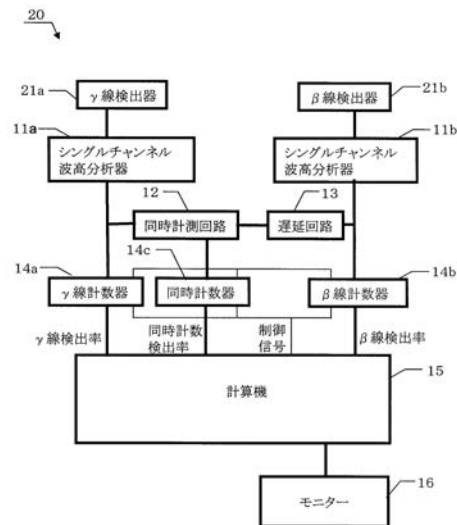 20
21a
γ線検出器
β線検出器
21b
11a
シングルチャンネル
波高分析器
シングルチャンネル
波高分析器
11b
12
13
同時計測回路
遅延回路
14a
14c
14b
γ線計数器
同時計数器
β線計数器
γ線検出率
同時計数
検出率
制御
信号
β線検出率
15
計算機
モニター
16